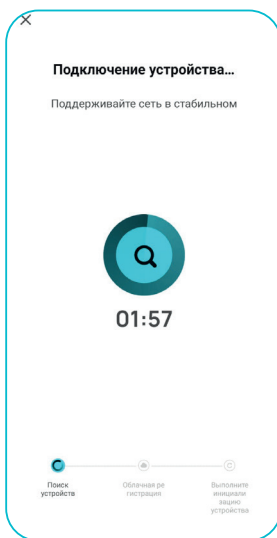 Подключение устройства...
Поддерживайте сеть в стабильном
01:57
Поиск
устройств
Облачная ре
гистрация
Выполните
инициали
зацию
устройства